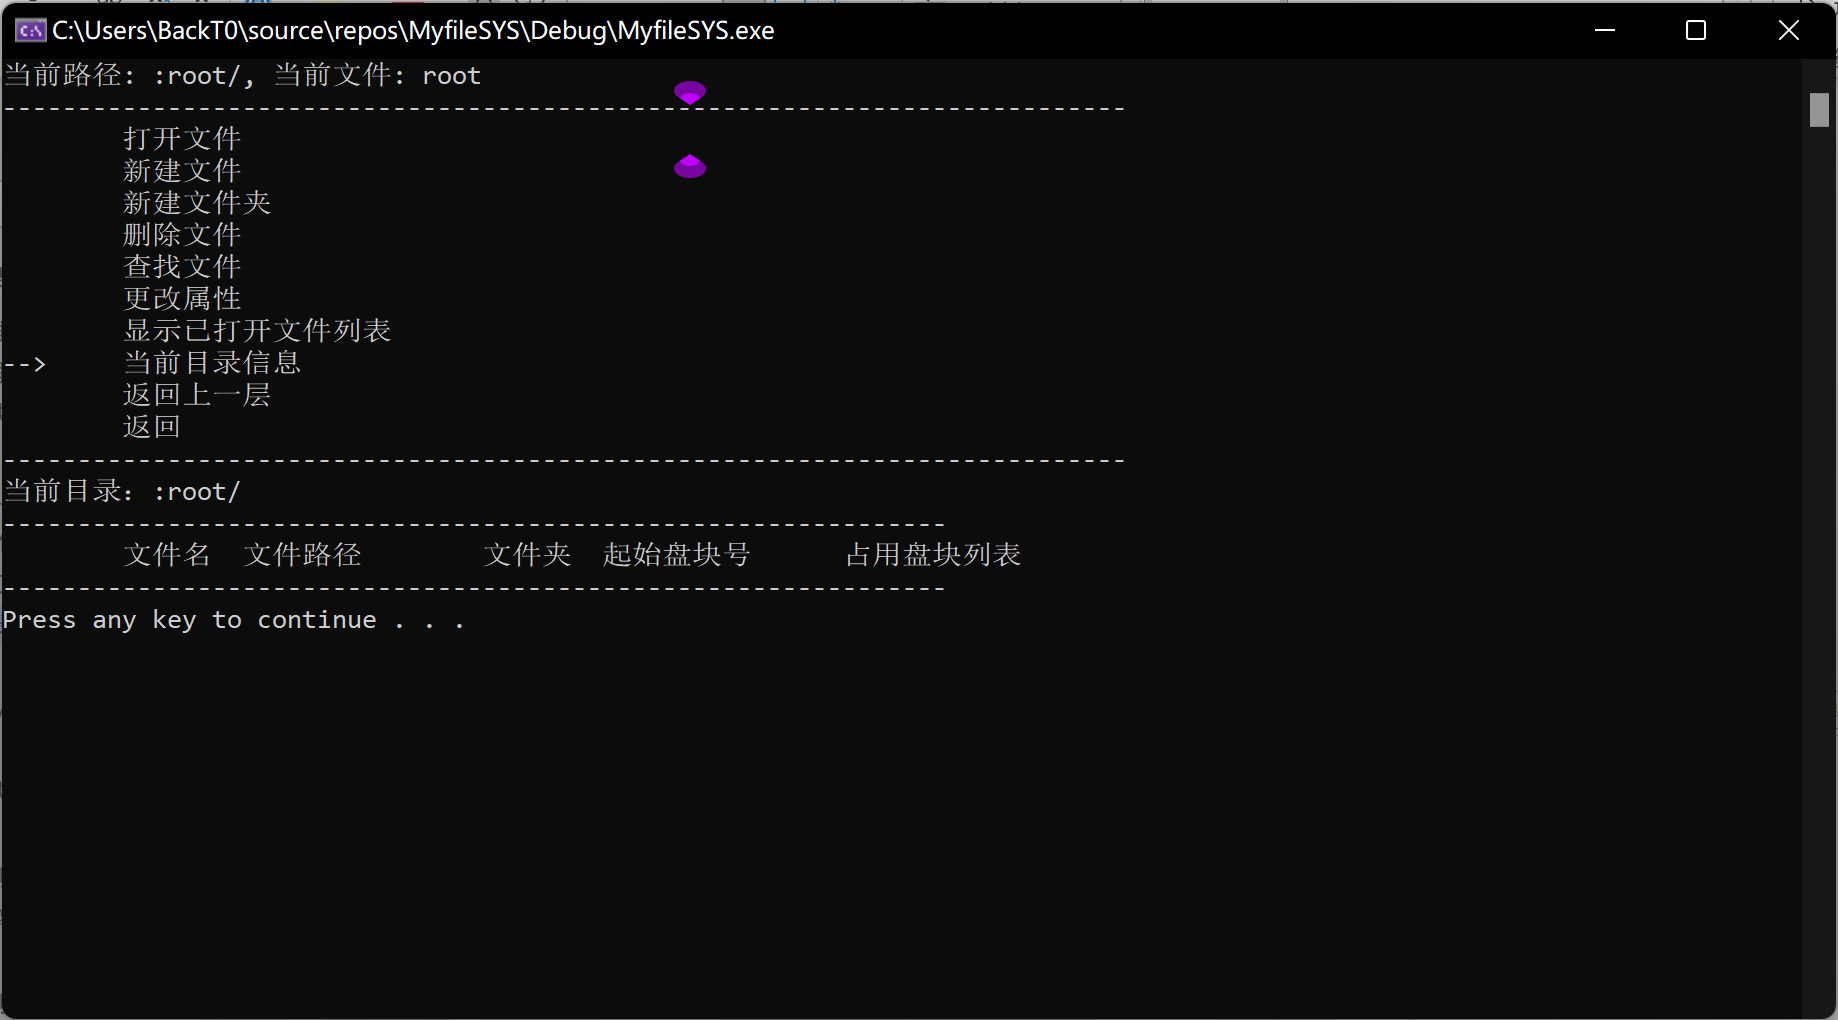 C:\Users\BackT0\source\repos\MyfileSYS\Debug\MyfileSYS.exe
当前路径: :root/, 当前文件: root
---------------------------------------------------------------------------
打开文件
新建文件
新建文件夹
删除文件
查找文件
更改属性
显示已打开文件列表
--> 当前目录信息
返回上一层
返回
---------------------------------------------------------------------------
当前目录: :root/
---------------------------------------------------------------
文件名 文件路径 文件夹 起始盘块号 占用盘块列表
---------------------------------------------------------------
Press any key to continue . . .